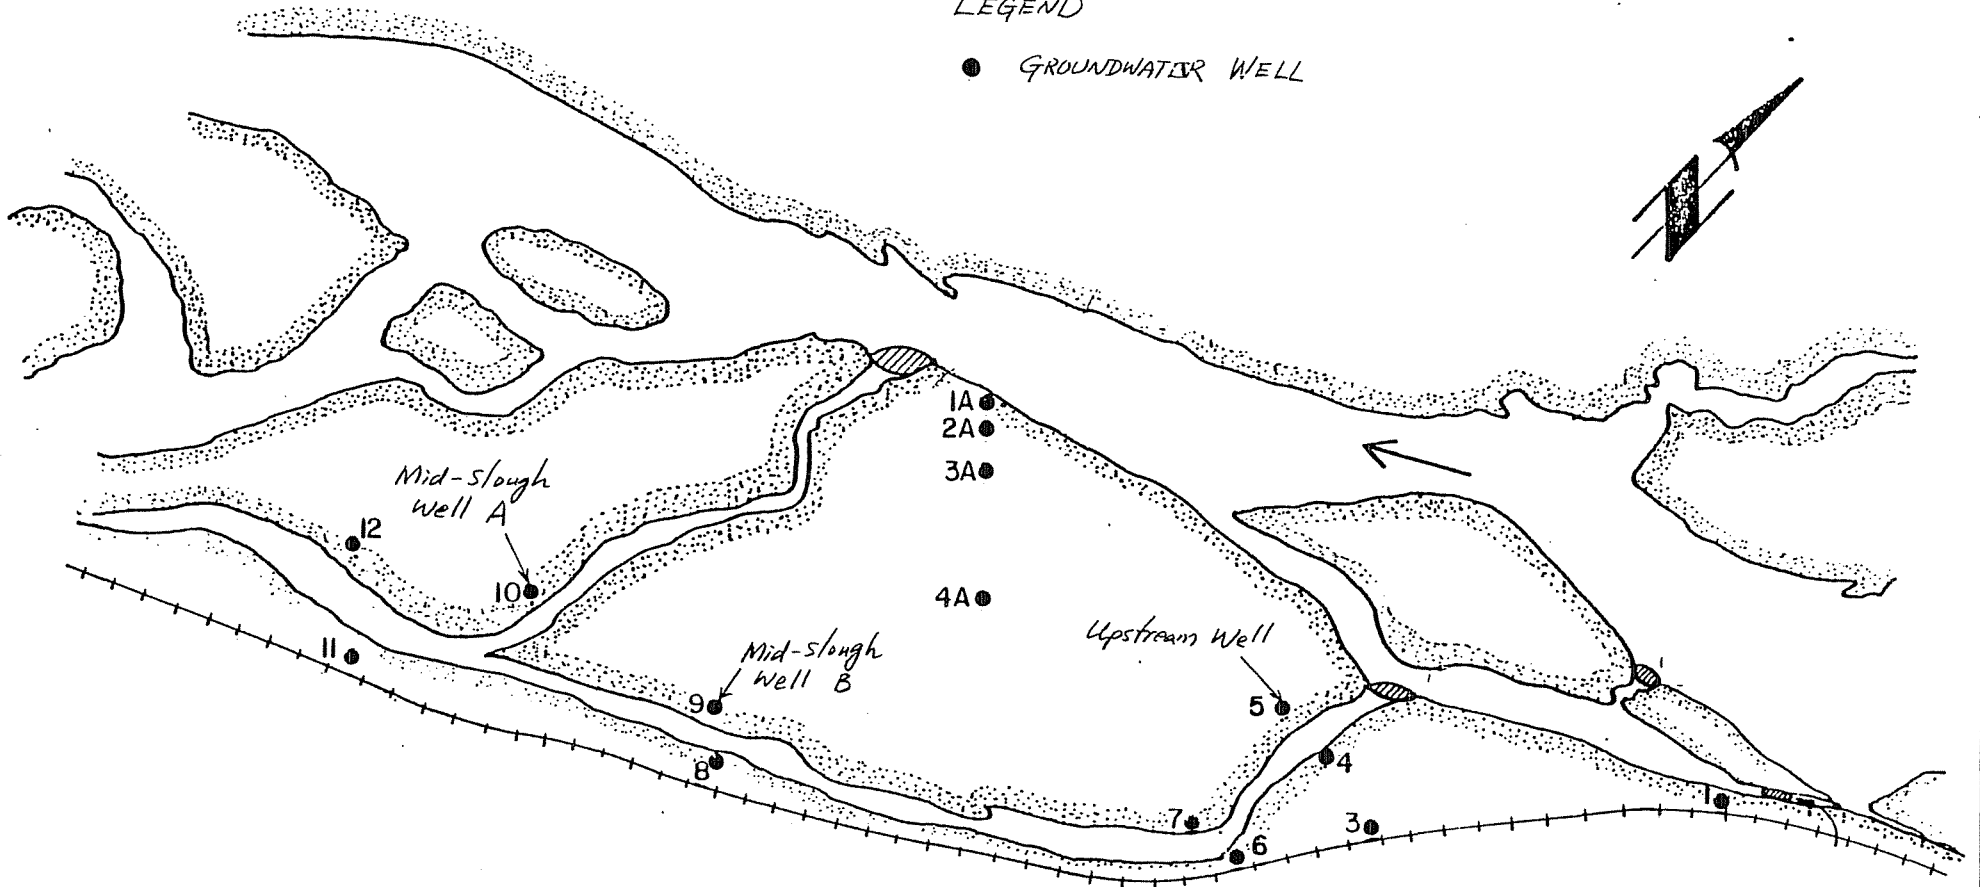 LEGEND
GROUNDWATER WELL
1A
2A
3A
Mid-Slough
Well A
12
10
4A
Upstream Well
Mid-Slough
Well B
11
9
5
8
4
7
3
1
6